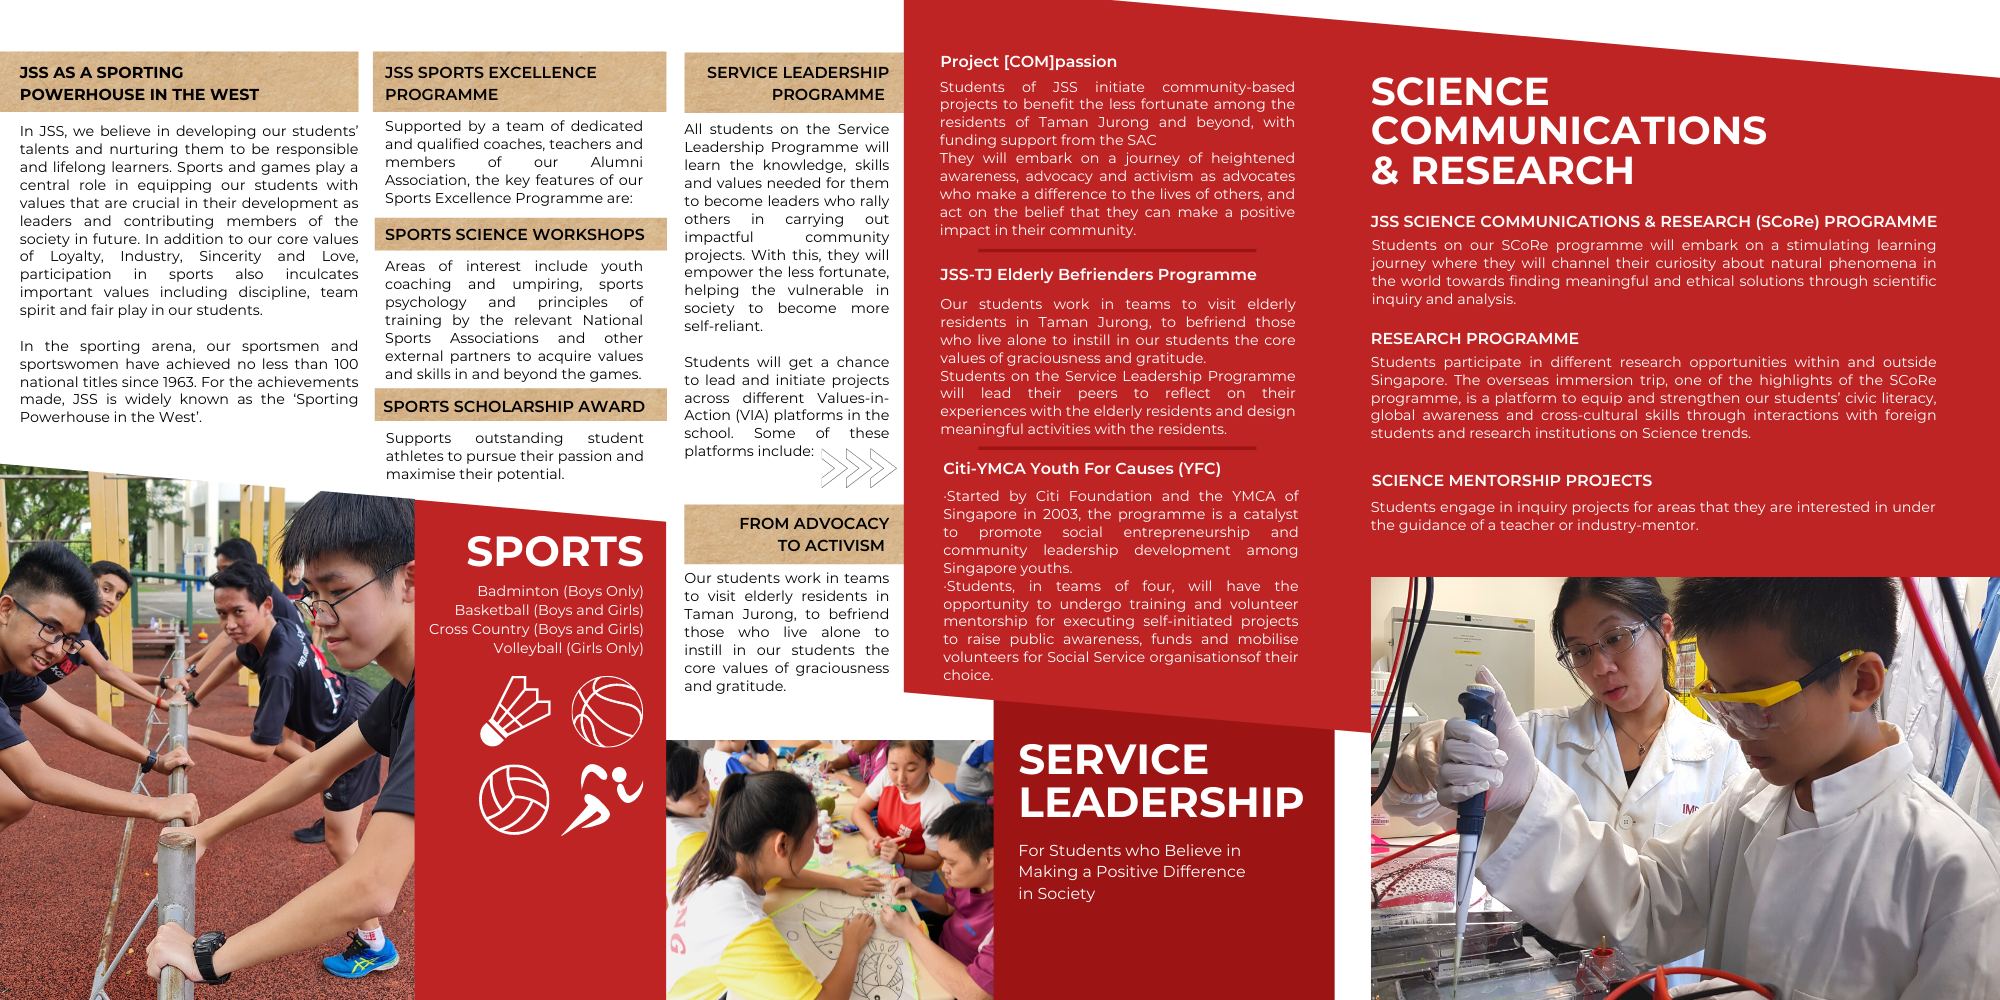 JSS AS A SPORTING
POWERHOUSE IN THE WEST
In JSS, we believe in developing our students’
talents and nurturing them to be responsible
and lifelong learners. Sports and games play a
central role in equipping our students with
values that are crucial in their development as
leaders and contributing members of the
society in future. In addition to our core values
of Loyalty, Industry, Sincerity and Love,
participation in sports also inculcates
important values including discipline, team
spirit and fair play in our students.
In the sporting arena, our sportsmen and
sportswomen have achieved no less than 100
national titles since 1963. For the achievements
made, JSS is widely known as the ‘Sporting
Powerhouse in the West’.
JSS SPORTS EXCELLENCE
PROGRAMME
Supported by a team of dedicated
and qualified coaches, teachers and
members of our Alumni
Association, the key features of our
Sports Excellence Programme are:
SPORTS SCIENCE WORKSHOPS
Areas of interest include youth
coaching and umpiring, sports
psychology and principles of
training by the relevant National
Sports Associations and other
external partners to acquire values
and skills in and beyond the games.
SPORTS SCHOLARSHIP AWARD
Supports outstanding student
athletes to pursue their passion and
maximise their potential.
SPORTS
Badminton (Boys Only)
Basketball (Boys and Girls)
Cross Country (Boys and Girls)
Volleyball (Girls Only)
SERVICE LEADERSHIP
PROGRAMME
All students on the Service
Leadership Programme will
learn the knowledge, skills
and values needed for them
to become leaders who rally
others in carrying out
impactful community
projects. With this, they will
empower the less fortunate,
helping the vulnerable in
society to become more
self-reliant.
Students will get a chance
to lead and initiate projects
across different Values-in-
Action (VIA) platforms in the
school. Some of these
platforms include:
FROM ADVOCACY
TO ACTIVISM
Our students work in teams
to visit elderly residents in
Taman Jurong, to befriend
those who live alone to
instill in our students the
core values of graciousness
and gratitude.
Project [COM]passion
Students of JSS initiate community-based
projects to benefit the less fortunate among the
residents of Taman Jurong and beyond, with
funding support from the SAC
They will embark on a journey of heightened
awareness, advocacy and activism as advocates
who make a difference to the lives of others, and
act on the belief that they can make a positive
impact in their community.
JSS-TJ Elderly Befrienders Programme
Our students work in teams to visit elderly
residents in Taman Jurong, to befriend those
who live alone to instill in our students the core
values of graciousness and gratitude.
Students on the Service Leadership Programme
will lead their peers to reflect on their
experiences with the elderly residents and design
meaningful activities with the residents.
Citi-YMCA Youth For Causes (YFC)
·Started by Citi Foundation and the YMCA of
Singapore in 2003, the programme is a catalyst
to promote social entrepreneurship and
community leadership development among
Singapore youths.
·Students, in teams of four, will have the
opportunity to undergo training and volunteer
mentorship for executing self-initiated projects
to raise public awareness, funds and mobilise
volunteers for Social Service organisationsof their
choice.
SERVICE
LEADERSHIP
For Students who Believe in
Making a Positive Difference
in Society
SCIENCE
COMMUNICATIONS
& RESEARCH
JSS SCIENCE COMMUNICATIONS & RESEARCH (SCoRe) PROGRAMME
Students on our SCoRe programme will embark on a stimulating learning
journey where they will channel their curiosity about natural phenomena in
the world towards finding meaningful and ethical solutions through scientific
inquiry and analysis.
RESEARCH PROGRAMME
Students participate in different research opportunities within and outside
Singapore. The overseas immersion trip, one of the highlights of the SCoRe
programme, is a platform to equip and strengthen our students’ civic literacy,
global awareness and cross-cultural skills through interactions with foreign
students and research institutions on Science trends.
SCIENCE MENTORSHIP PROJECTS
Students engage in inquiry projects for areas that they are interested in under
the guidance of a teacher or industry-mentor.